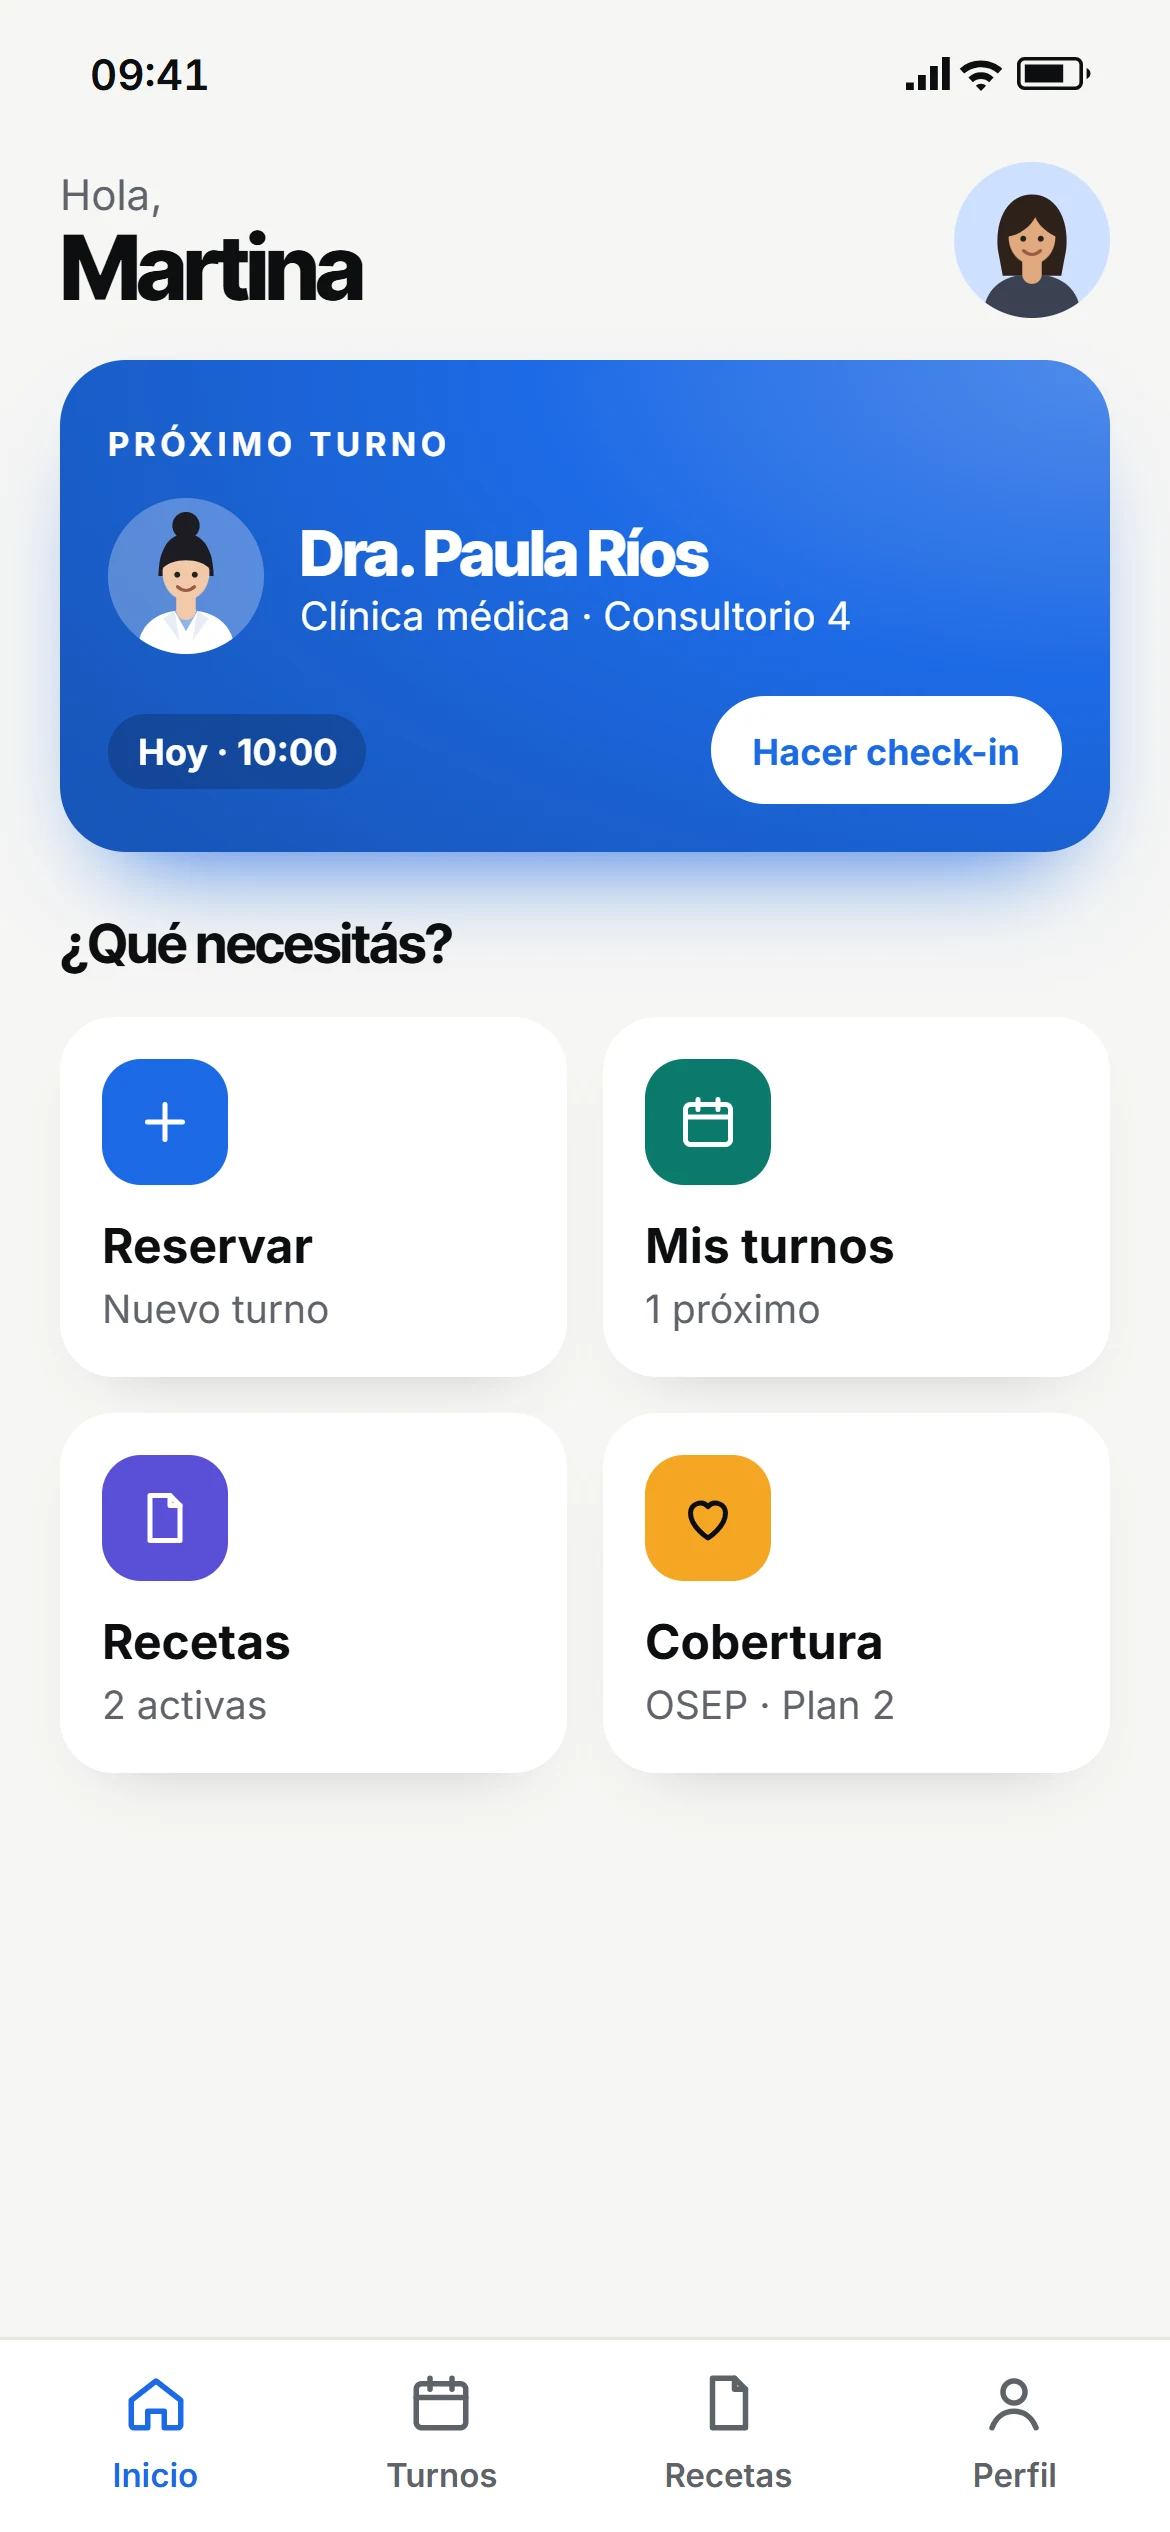 09:41
Hola,
Martina
PRÓXIMO TURNO
Dra. Paula Ríos
Clínica médica · Consultorio 4
Hoy · 10:00
Hacer check-in
¿Qué necesitás?
Reservar
Nuevo turno
Mis turnos
1 próximo
Recetas
2 activas
Cobertura
OSEP · Plan 2
Inicio
Turnos
Recetas
Perfil